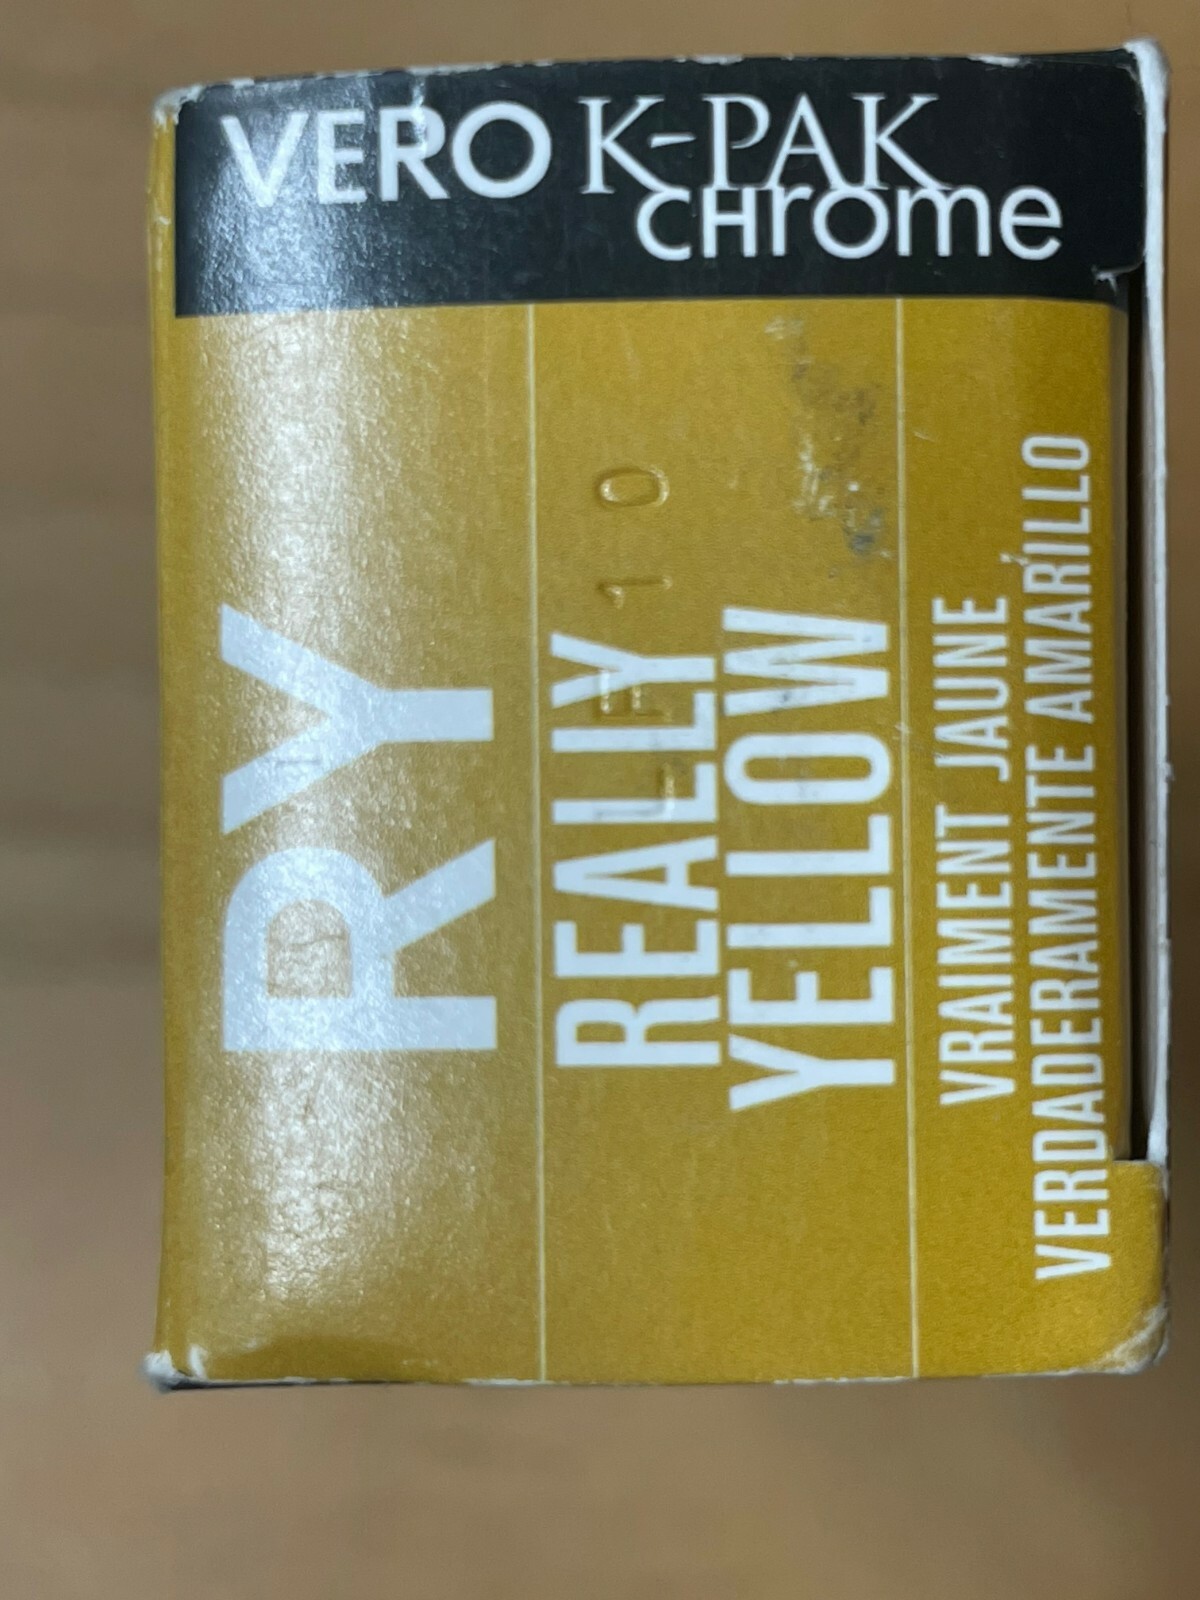 VERO K-PAK
CHrome
RY
REALLY
YELLOW
VRAIMENT JAUNE
VERDADERAMENTE AMARILLO